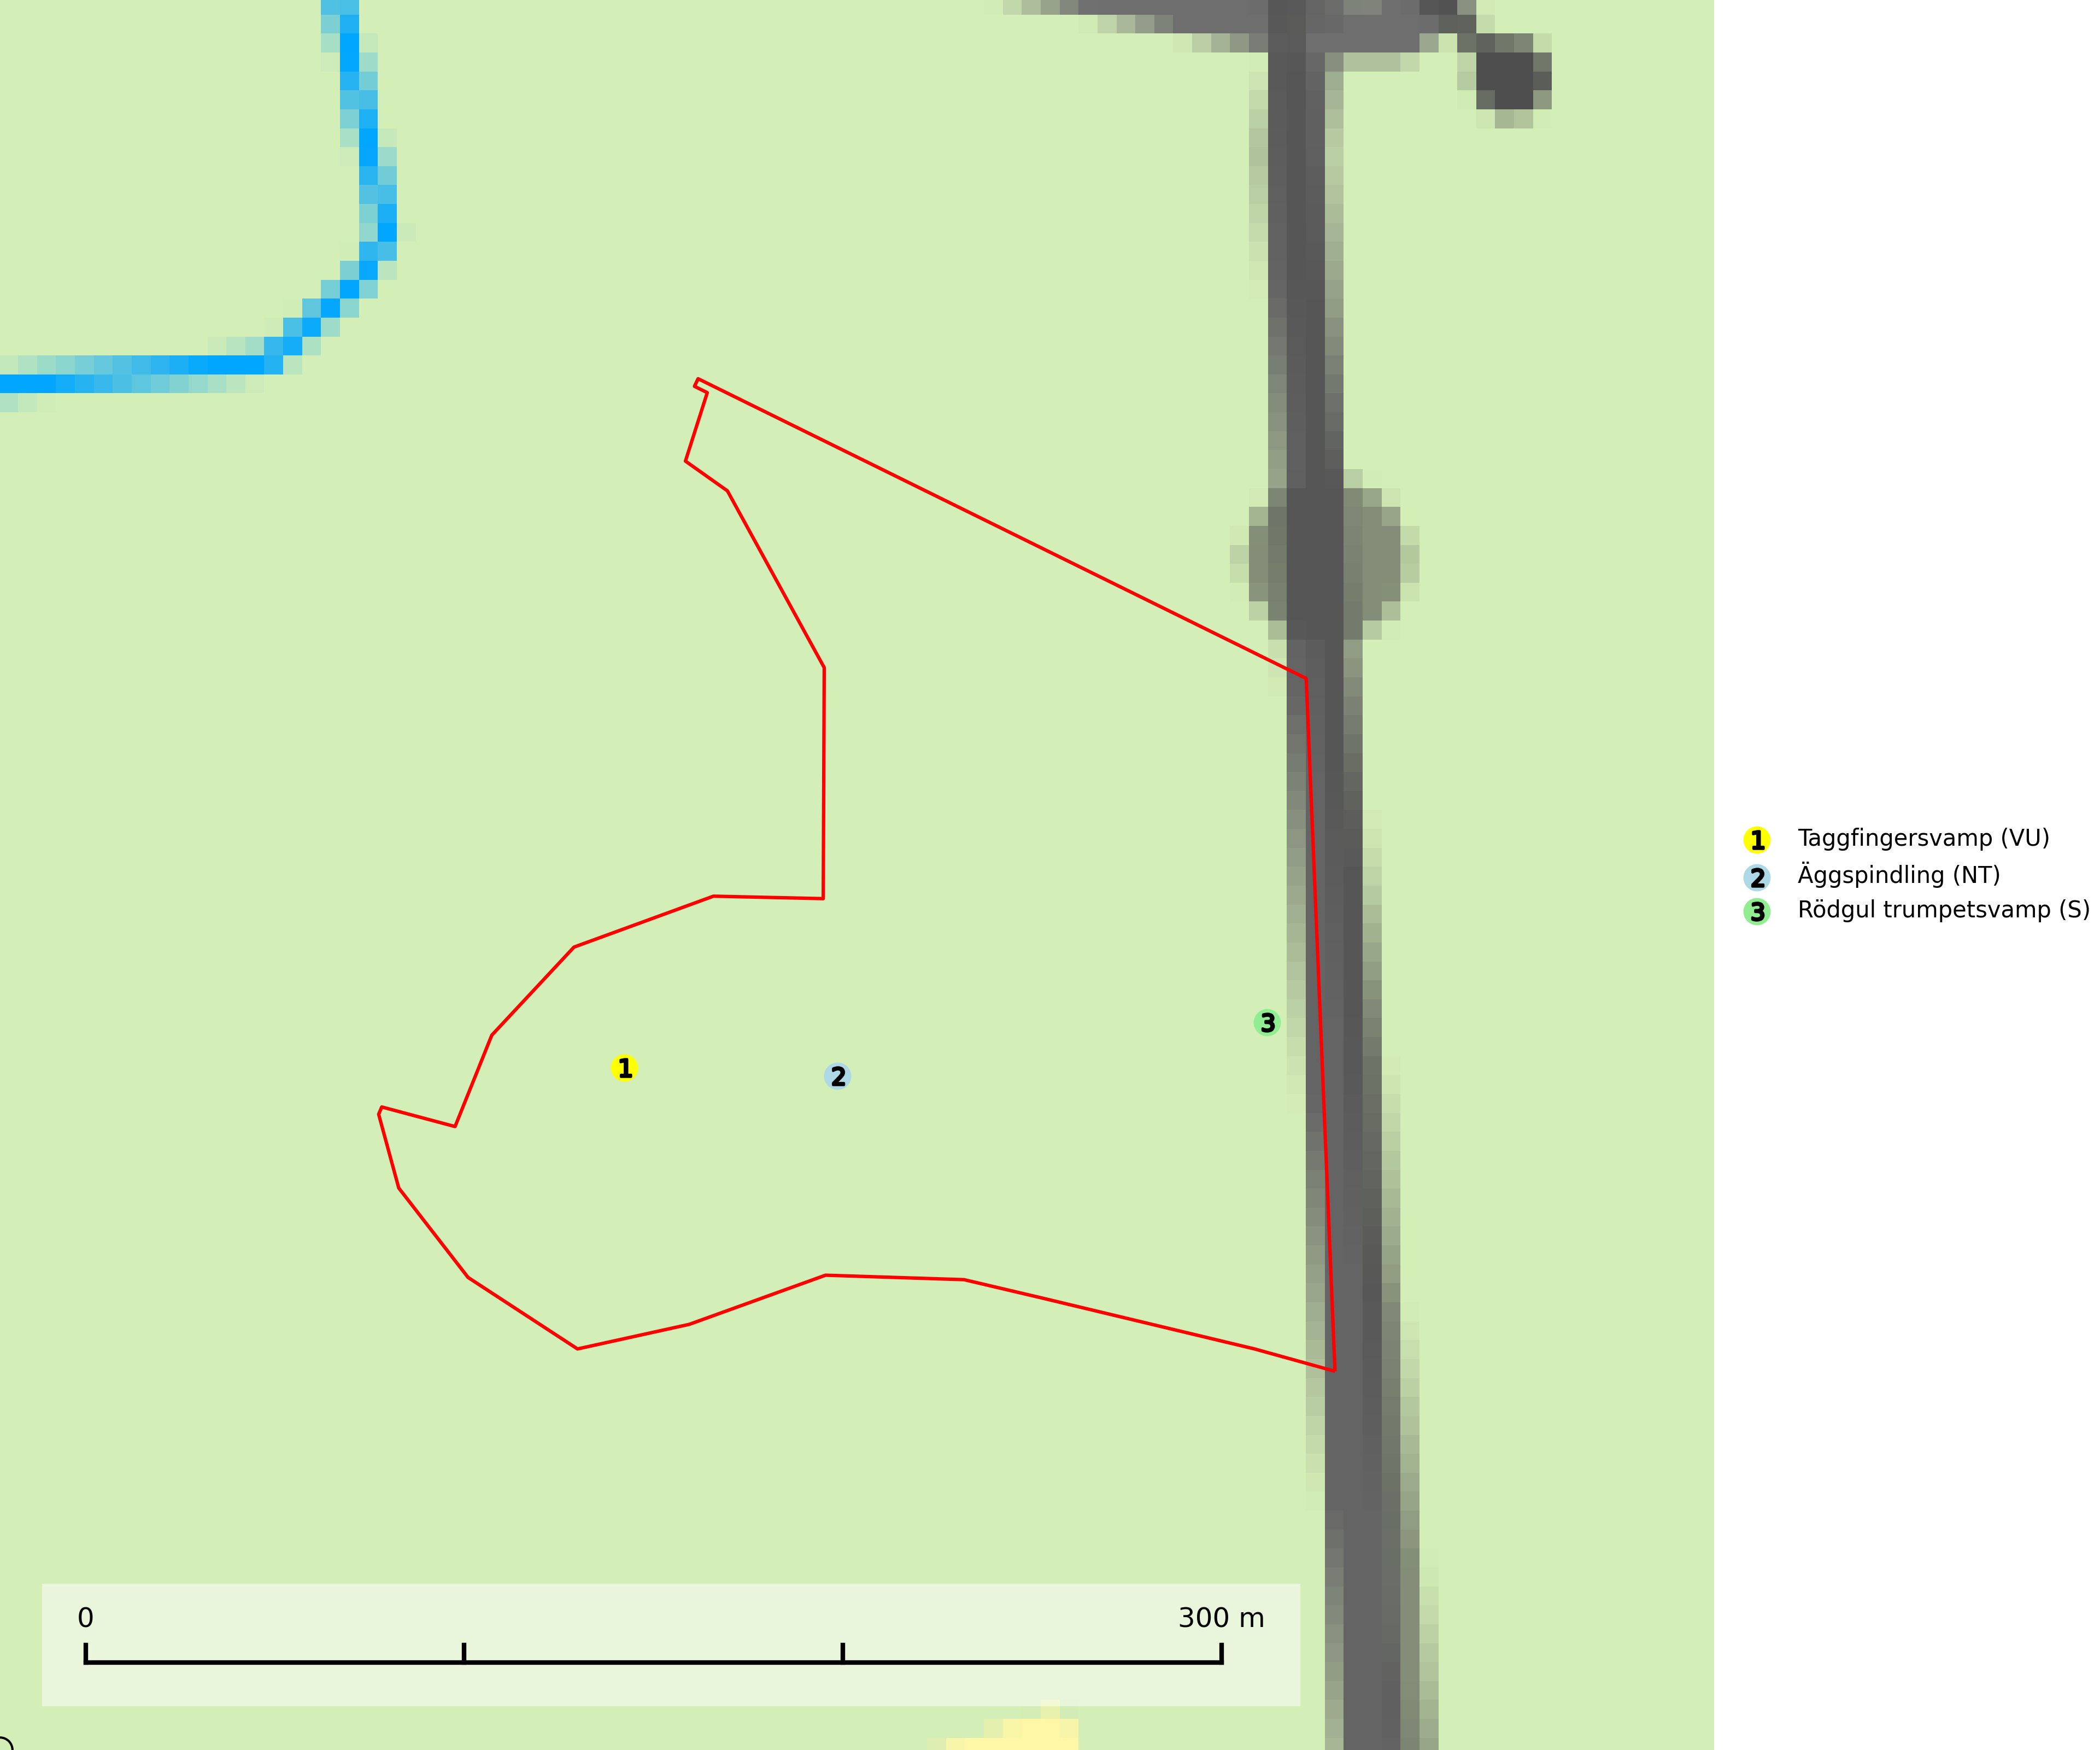 1 Taggfingersvamp (VU)
2 Äggspindling (NT)
3 Rödgul trumpetsvamp (S)
3
1
2
0 300 m